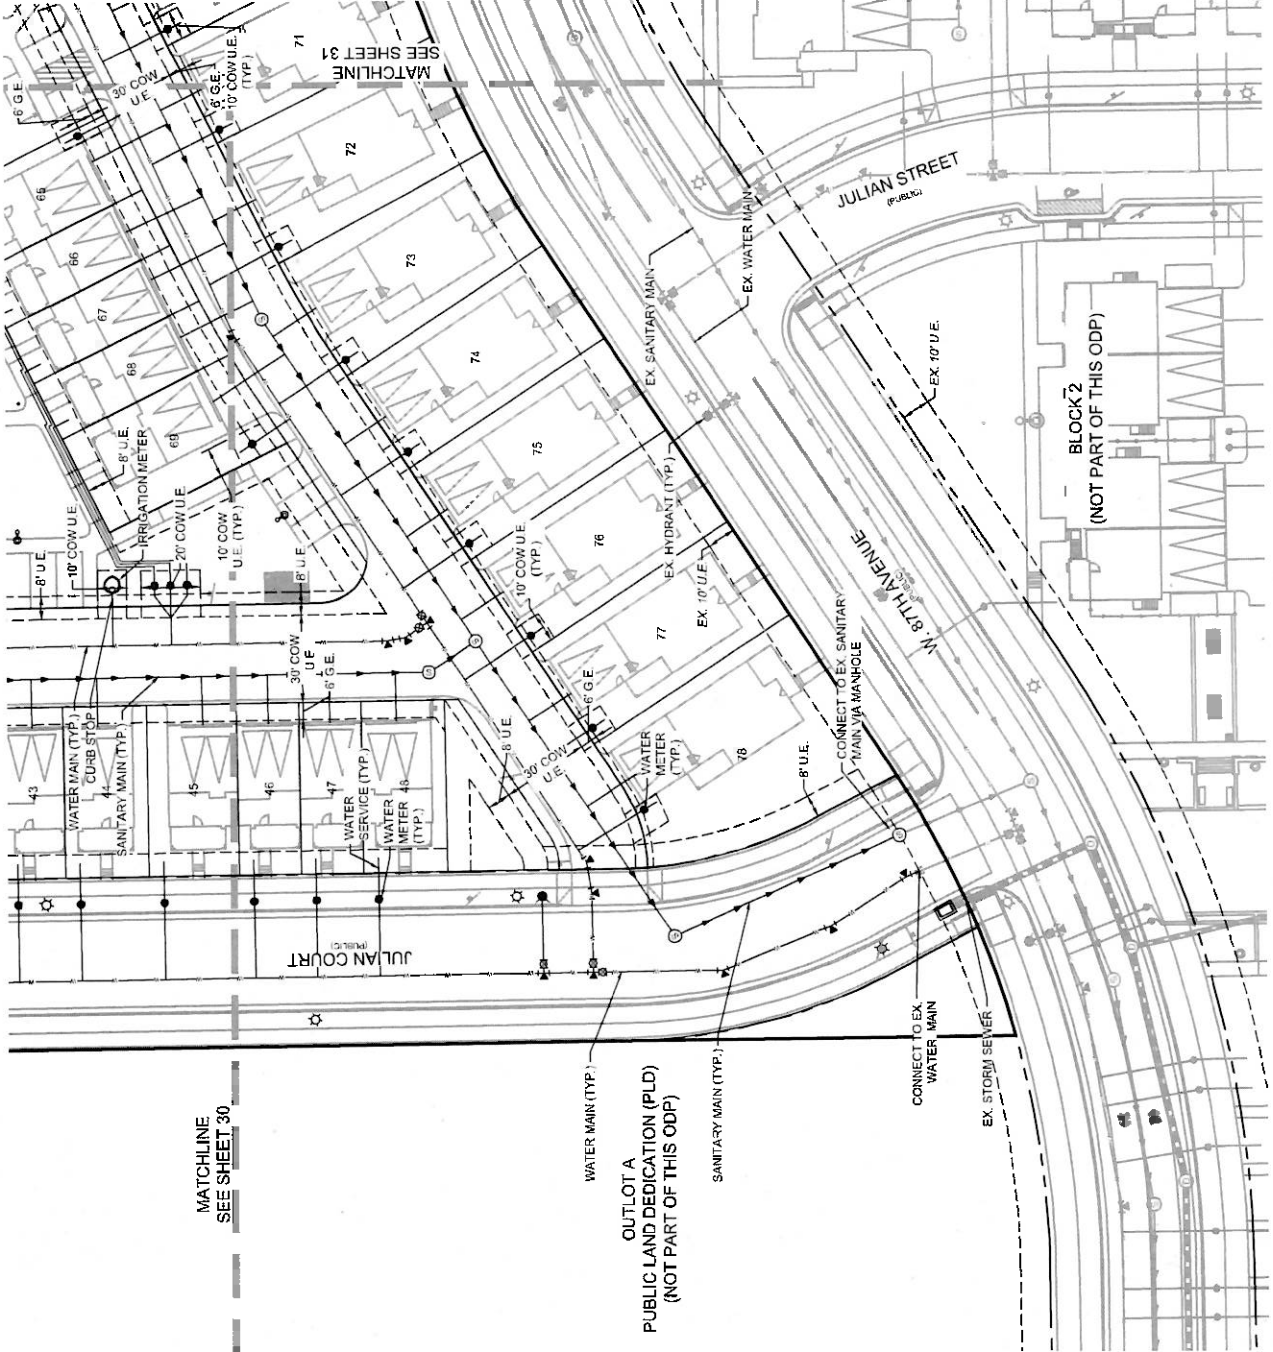 71
MATCHLINE
SEE SHEET 31
6' G.E.
30' COW
U.E.
6' G.E.
10' COW U.E.
(TYP.)
72
65
66
67
68
69
73
74
75
76
77
78
JULIAN STREET
(PUBLIC)
EX. WATER MAIN
EX. SANITARY MAIN
EX. HYDRANT (TYP.)
EX. 10' U.E.
EX. 10' U.E.
BLOCK 2
(NOT PART OF THIS ODP)
W. 87TH AVENUE
(PUBLIC)
8' U.E.
IRRIGATION METER
20' COW U.E.
10' COW
U.E. (TYP.)
8' U.E.
10' COW U.E.
8' U.E.
30' COW
U.E.
6' G.E.
10' COW U.E.
(TYP.)
6' G.E.
WATER MAIN (TYP.)
CURB STOP
SANITARY MAIN (TYP.)
43
44
45
46
47
48
WATER
SERVICE (TYP.)
WATER
METER
(TYP.)
8' U.E.
30' COW
U.E.
WATER
METER
(TYP.)
8' U.E.
CONNECT TO EX. SANITARY
MAIN VIA MANHOLE
JULIAN COURT
(PUBLIC)
MATCHLINE
SEE SHEET 30
WATER MAIN (TYP.)
OUTLOT A
PUBLIC LAND DEDICATION (PLD)
(NOT PART OF THIS ODP)
SANITARY MAIN (TYP.)
CONNECT TO EX.
WATER MAIN
EX. STORM SEWER